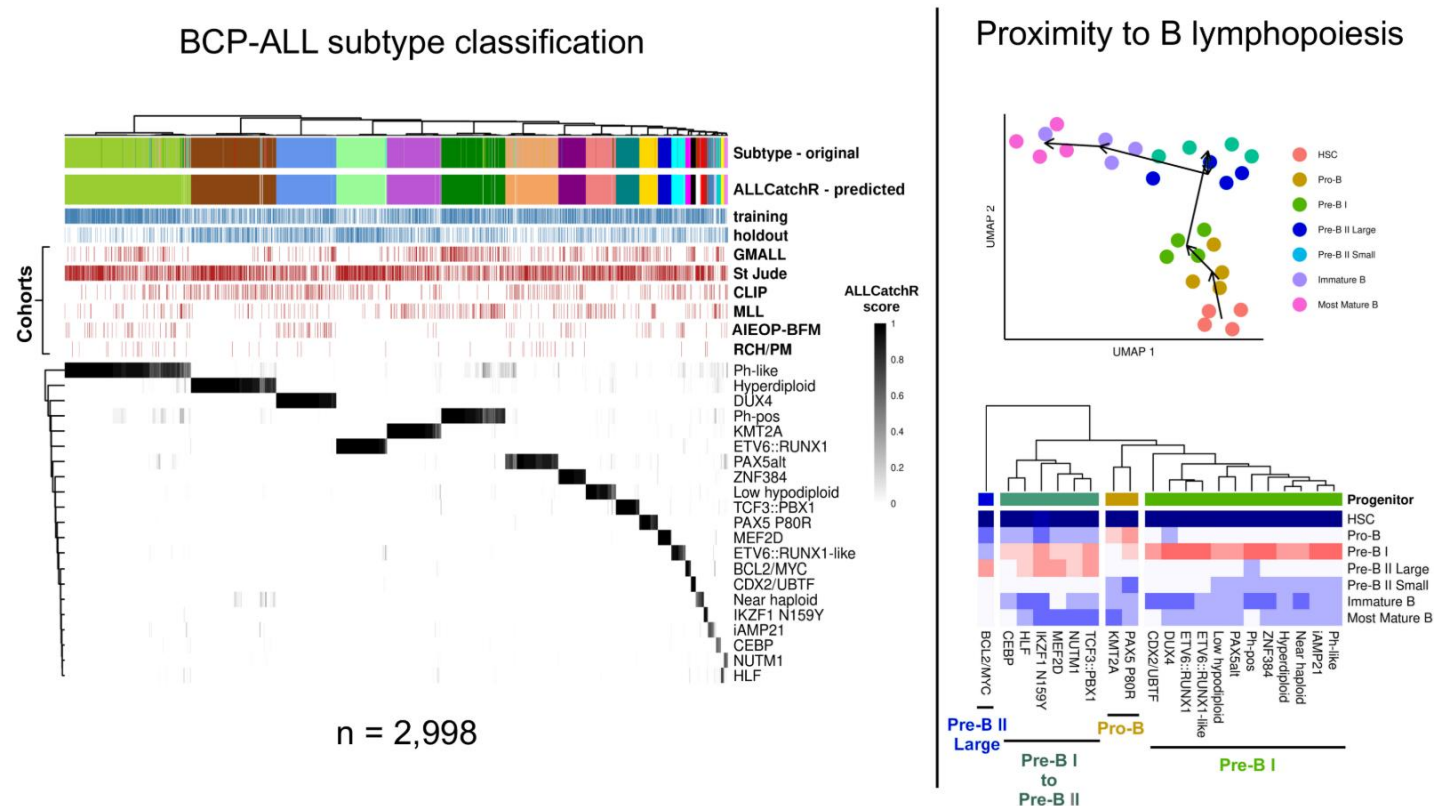 BCP-ALL subtype classification
Subtype - original
ALLCatchR - predicted
training
holdout
Cohorts
GMALL
St Jude
CLIP
MLL
AIEOP-BFM
RCH/PM
Ph-like
Hyperdiploid
DUX4
Ph-pos
KMT2A
ETV6::RUNX1
PAX5alt
ZNF384
Low hypodiploid
TCF3::PBX1
PAX5 P80R
MEF2D
ETV6::RUNX1-like
BCL2/MYC
CDX2/UBTF
Near haploid
IKZF1 N159Y
iAMP21
CEBP
NUTM1
HLF
ALLCatchR
score
1
0.8
0.6
0.4
0.2
0
n = 2,998
Proximity to B lymphopoiesis
UMAP 2
UMAP 1
HSC
Pro-B
Pre-B I
Pre-B II Large
Pre-B II Small
Immature B
Most Mature B
Progenitor
HSC
Pro-B
Pre-B I
Pre-B II Large
Pre-B II Small
Immature B
Most Mature B
BCL2/MYC
CEBP
HLF
IKZF1 N159Y
MEF2D
NUTM1
TCF3::PBX1
KMT2A
PAX5 P80R
CDX2/UBTF
DUX4
ETV6::RUNX1
ETV6::RUNX1-like
Low hypodiploid
PAX5alt
Ph-pos
ZNF384
Hyperdiploid
Near haploid
iAMP21
Ph-like
Pre-B II
Large
Pre-B I
to
Pre-B II
Pro-B
Pre-B I